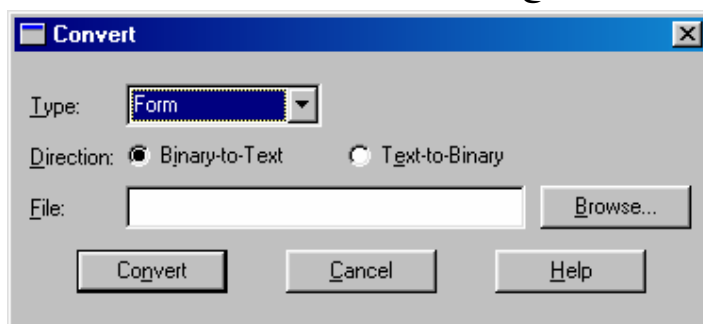 Convert
Type: Form
Direction: Binary-to-Text Text-to-Binary
File: Browse...
Convert Cancel Help